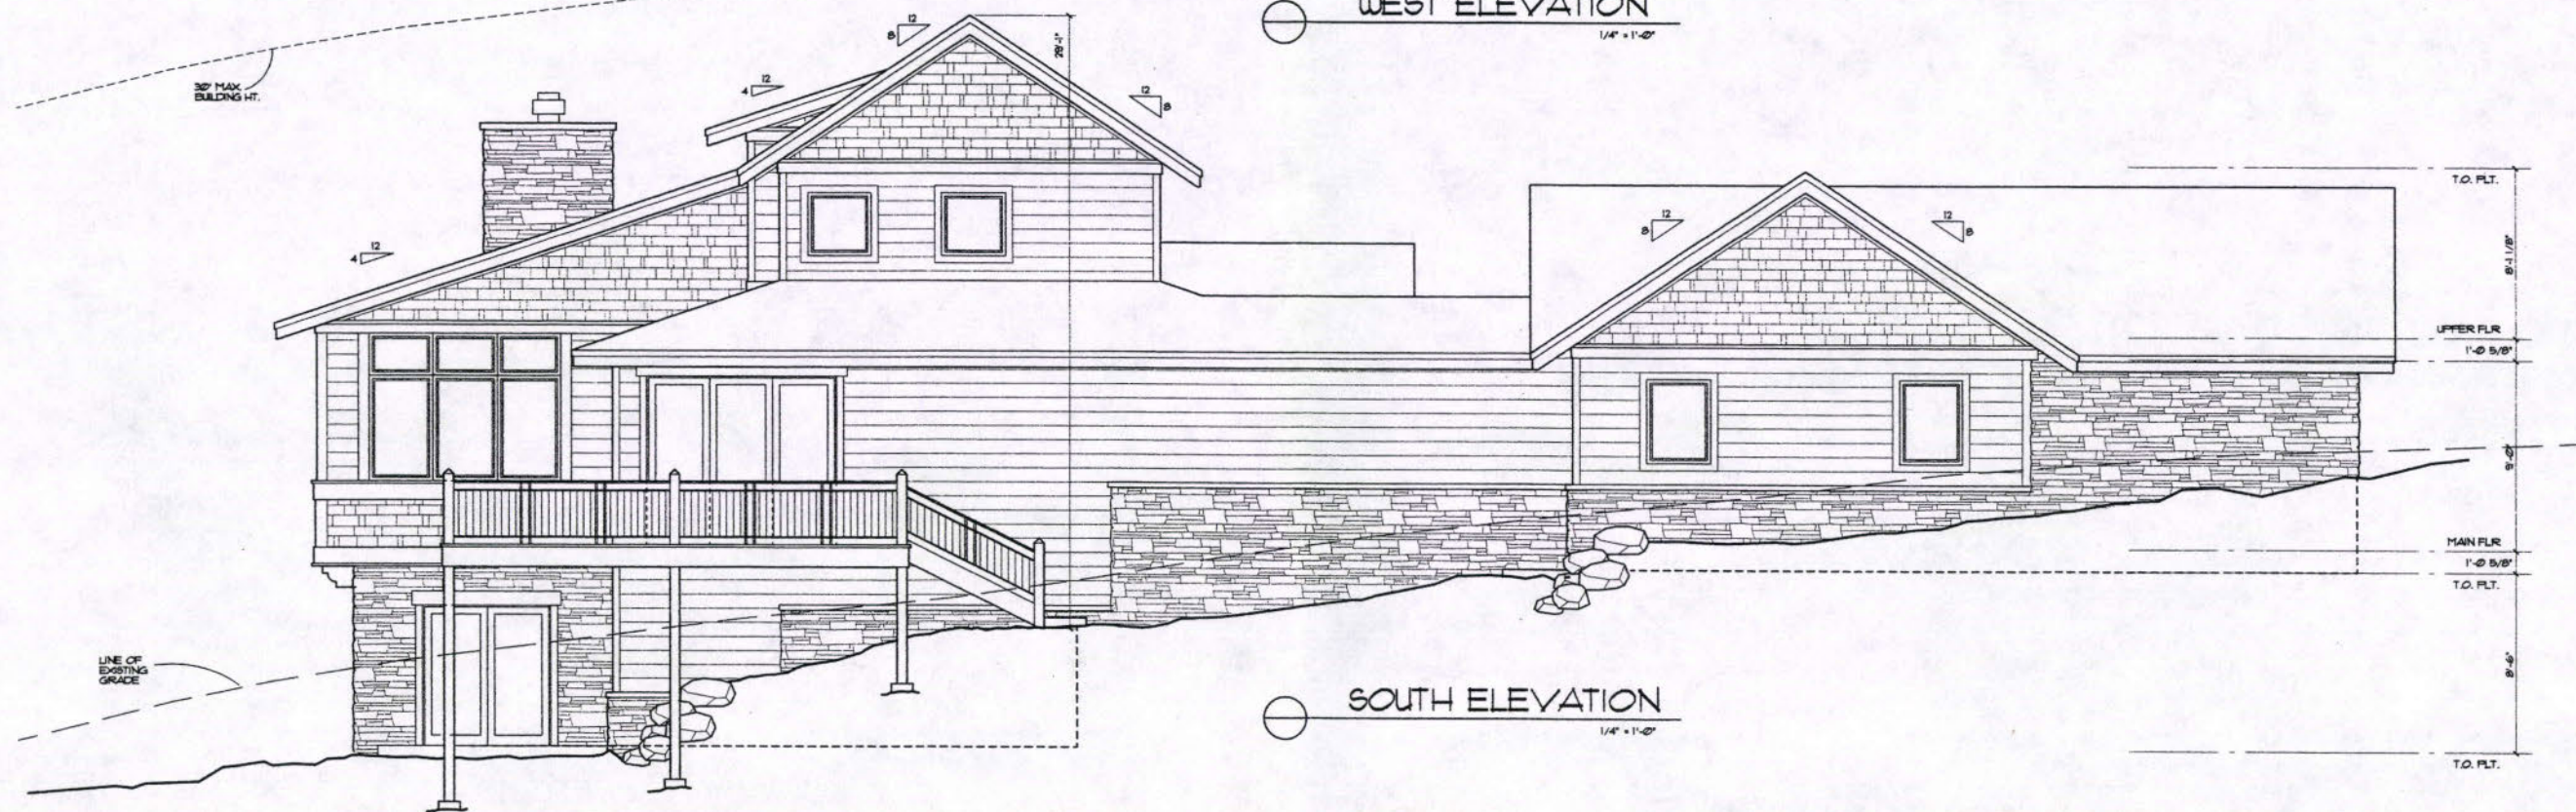 WEST ELEVATION
1/4" = 1'-0"
12
8
28'-1"
30' MAX.
BUILDING HT.
12
4
12
8
T.O. PLT.
12
4
12
8
12
8
8'-1 1/8"
UPPER FLR
1'-0 5/8"
9'-0"
MAIN FLR
1'-0 5/8"
T.O. PLT.
LINE OF
EXISTING
GRADE
8'-6"
SOUTH ELEVATION
1/4" = 1'-0"
T.O. PLT.